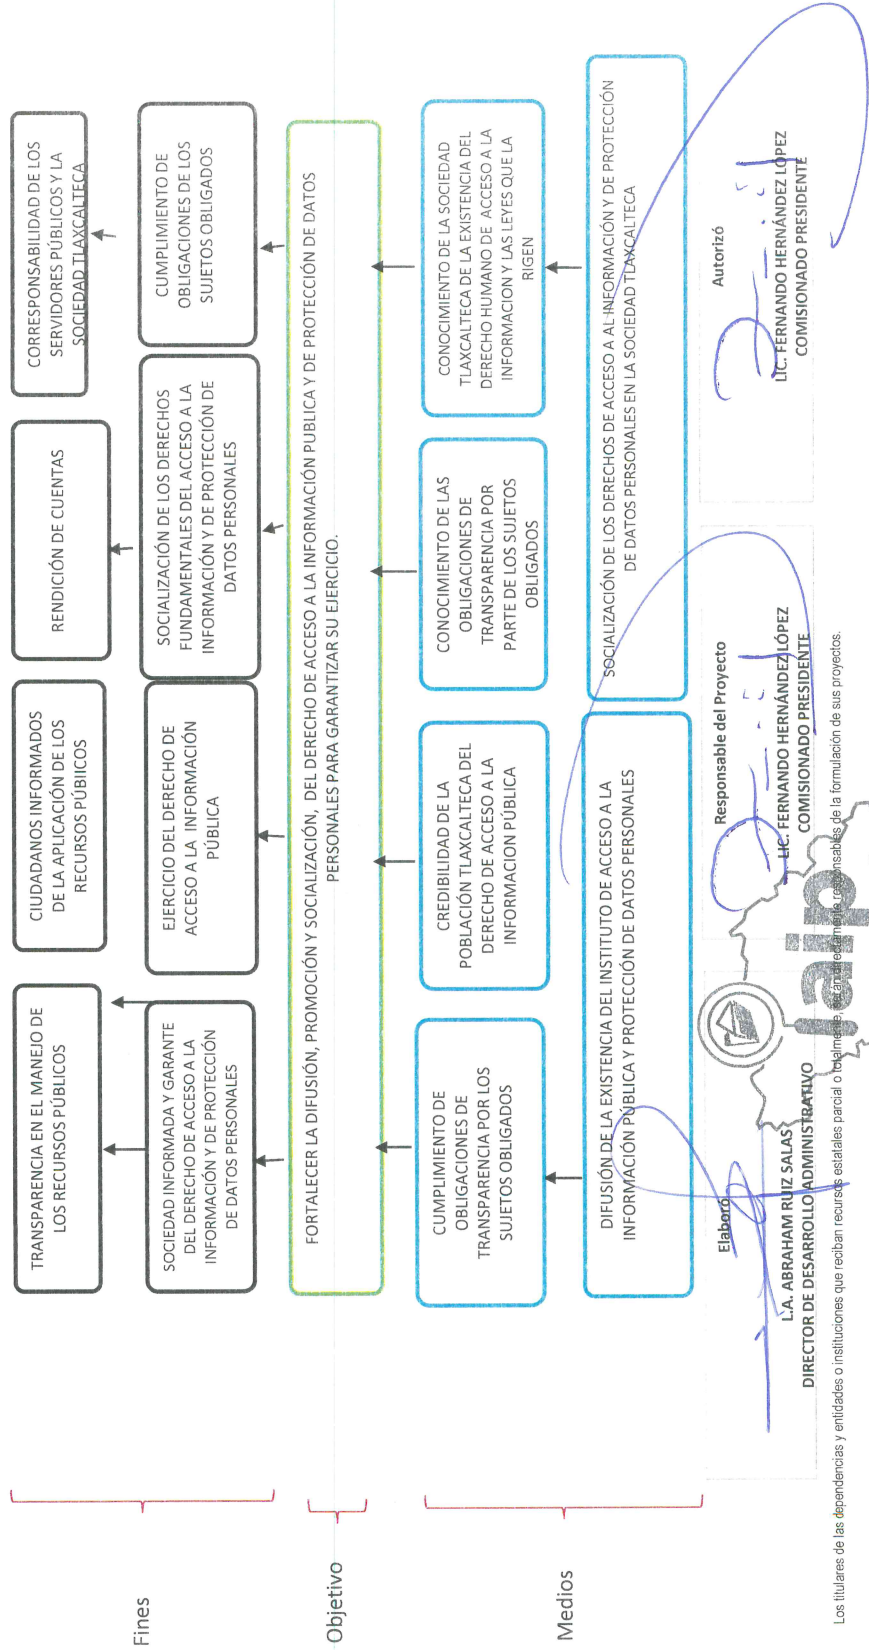 Fines
TRANSPARENCIA EN EL MANEJO DE
LOS RECURSOS PÚBLICOS
CIUDADANOS INFORMADOS
DE LA APLICACIÓN DE LOS
RECURSOS PÚBlICOS
RENDICIÓN DE CUENTAS
CORRESPONSABILIDAD DE LOS
SERVIDORES PÚBLICOS Y LA
SOCIEDAD TLAXCALTECA
SOCIEDAD INFORMADA Y GARANTE
DEL DERECHO DE ACCESO A LA
INFORMACIÓN Y DE PROTECCIÓN
DE DATOS PERSONALES
EJERCICIO DEL DERECHO DE
ACCESO A LA INFORMACIÓN
PÚBLICA
SOCIALIZACIÓN DE LOS DERECHOS
FUNDAMENTALES DEL ACCESO A LA
INFORMACIÓN Y DE PROTECCIÓN DE
DATOS PERSONALES
CUMPLIMIENTO DE
OBLIGACIONES DE LOS
SUJETOS OBLIGADOS
Objetivo
FORTALECER LA DIFUSIÓN, PROMOCIÓN Y SOCIALIZACIÓN, DEL DERECHO DE ACCESO A LA INFORMACIÓN PUBLICA Y DE PROTECCIÓN DE DATOS
PERSONALES PARA GARANTIZAR SU EJERCICIO.
Medios
CUMPLIMIENTO DE
OBLIGACIONES DE
TRANSPARENCIA POR LOS
SUJETOS OBLIGADOS
CREDIBILIDAD DE LA
POBLACIÓN TLAXCALTECA DEL
DERECHO DE ACCESO A LA
INFORMACION PÚBLICA
CONOCIMIENTO DE LAS
OBLIGACIONES DE
TRANSPARENCIA POR
PARTE DE LOS SUJETOS
OBLIGADOS
CONOCIMIENTO DE LA SOCIEDAD
TLAXCALTECA DE LA EXISTENCIA DEL
DERECHO HUMANO DE ACCESO A LA
INFORMACION Y LAS LEYES QUE LA
RIGEN
DIFUSIÓN DE LA EXISTENCIA DEL INSTITUTO DE ACCESO A LA
INFORMACIÓN PÚBLICA Y PROTECCIÓN DE DATOS PERSONALES
SOCIALIZACIÓN DE LOS DERECHOS DE ACCESO A AL INFORMACIÓN Y DE PROTECCIÓN
DE DATOS PERSONALES EN LA SOCIEDAD TLAXCALTECA
Elaboró
L.A. ABRAHAM RUIZ SALAS
DIRECTOR DE DESARROLLO ADMINISTRATIVO
Responsable del Proyecto
LIC. FERNANDO HERNÁNDEZ LÓPEZ
COMISIONADO PRESIDENTE
Autorizó
LIC. FERNANDO HERNÁNDEZ LOPEZ
COMISIONADO PRESIDENTE
Los titulares de las dependencias y entidades o instituciones que reciban recursos estatales parcial o totalmente, serán directamente responsables de la formulación de sus proyectos.